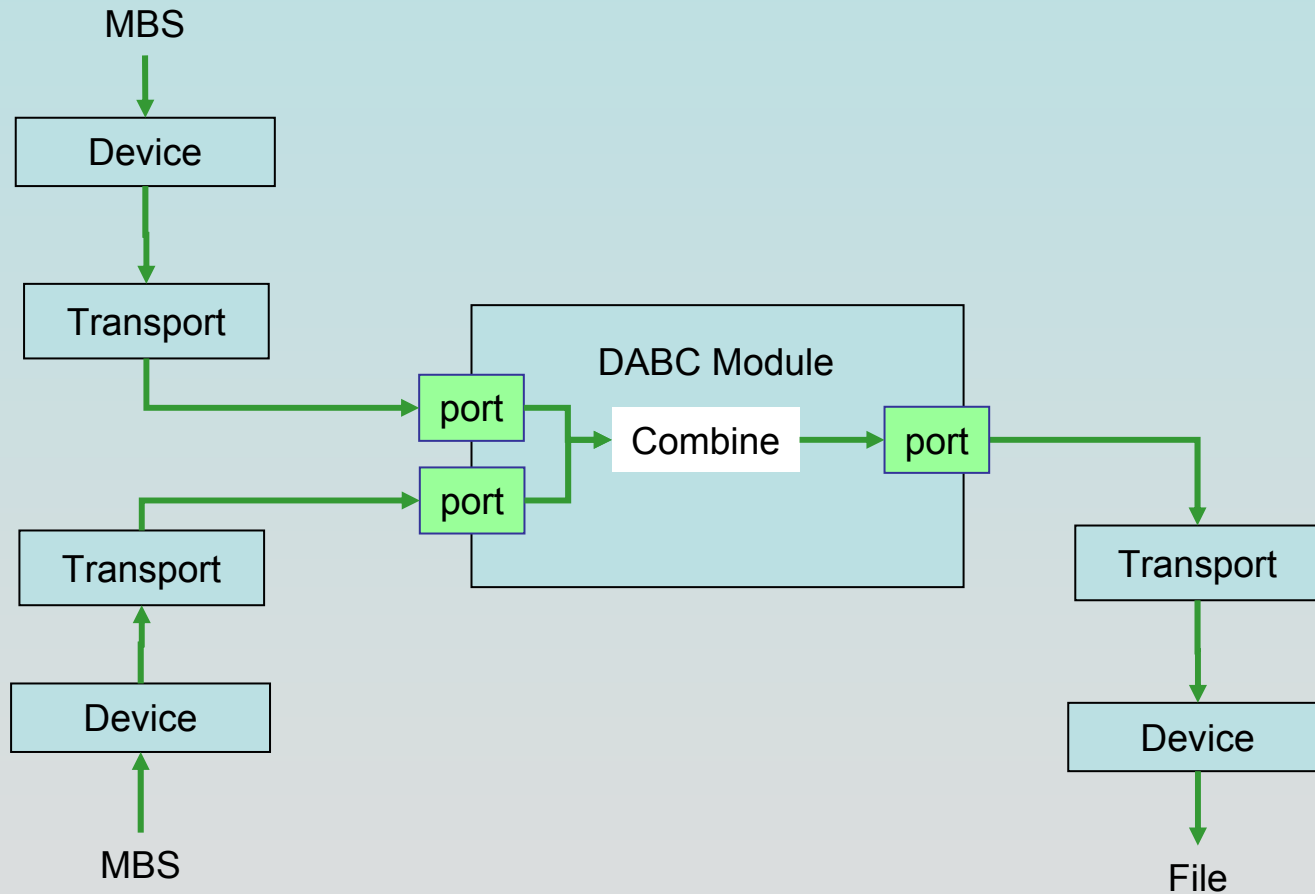 MBS
Device
Transport
DABC Module
port
Combine
port
port
Transport
Transport
Device
Device
MBS
File